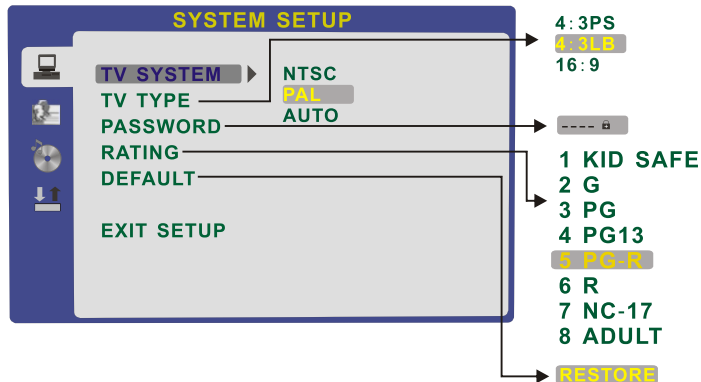 SYSTEM SETUP
TV SYSTEM
TV TYPE
PASSWORD
RATING
DEFAULT
EXIT SETUP
NTSC
PAL
AUTO
4:3PS
4:3LB
16:9
----
1 KID SAFE
2 G
3 PG
4 PG13
5 PG-R
6 R
7 NC-17
8 ADULT
RESTORE